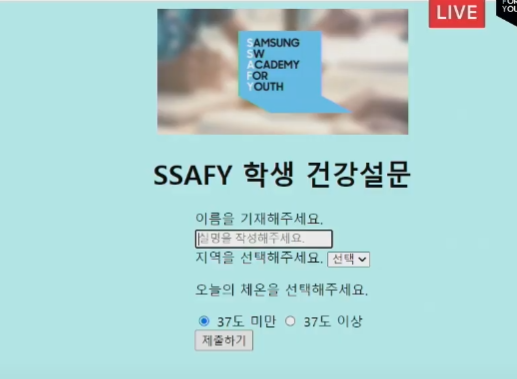 LIVE
FOR
YOU
SAMSUNG
SW
ACADEMY
FOR
YOUTH
SSAFY 학생 건강설문
이름을 기재해주세요.
실명을 작성해주세요.
지역을 선택해주세요. 선택
오늘의 체온을 선택해주세요.
37도 미만 37도 이상
제출하기